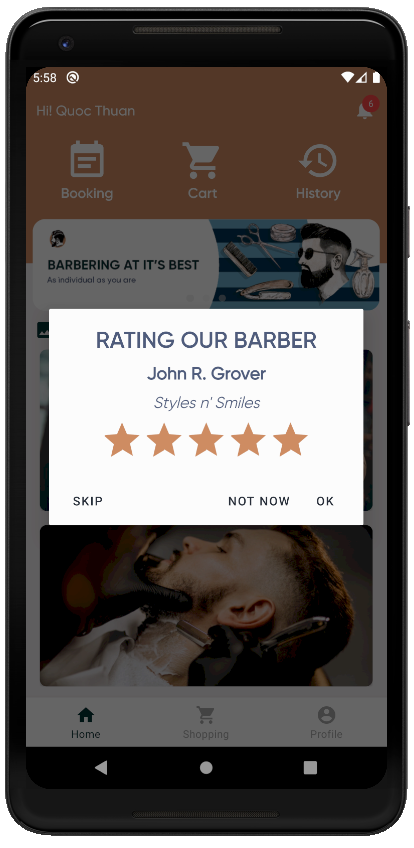 5:58
Hi! Quoc Thuan
6
Booking
Cart
History
BARBERING AT IT'S BEST
As individual as you are
RATING OUR BARBER
John R. Grover
Styles n' Smiles
SKIP
NOT NOW
OK
Home
Shopping
Profile